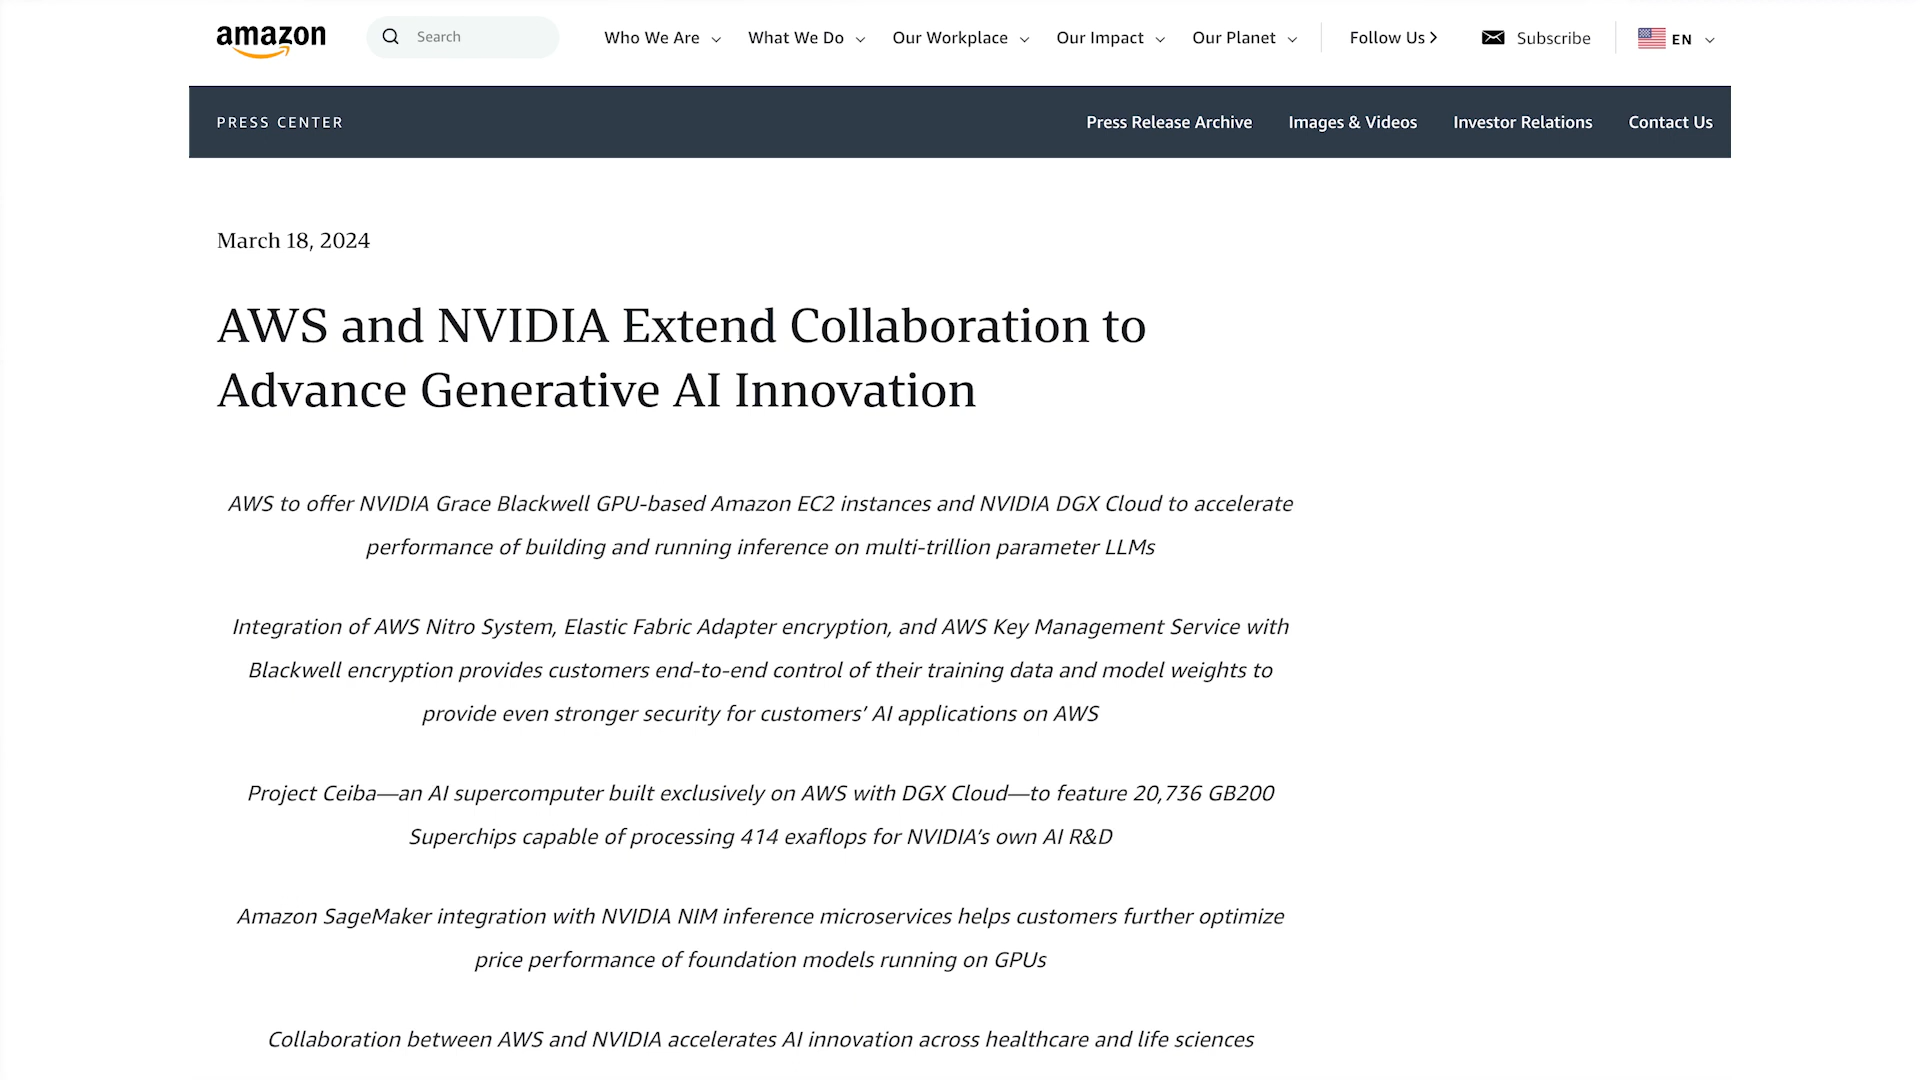 amazon
Search
Who We Are
What We Do
Our Workplace
Our Impact
Our Planet
Follow Us
Subscribe
EN
PRESS CENTER
Press Release Archive
Images & Videos
Investor Relations
Contact Us
March 18, 2024
AWS and NVIDIA Extend Collaboration to
Advance Generative AI Innovation
AWS to offer NVIDIA Grace Blackwell GPU-based Amazon EC2 instances and NVIDIA DGX Cloud to accelerate
performance of building and running inference on multi-trillion parameter LLMs
Integration of AWS Nitro System, Elastic Fabric Adapter encryption, and AWS Key Management Service with
Blackwell encryption provides customers end-to-end control of their training data and model weights to
provide even stronger security for customers’ AI applications on AWS
Project Ceiba—an AI supercomputer built exclusively on AWS with DGX Cloud—to feature 20,736 GB200
Superchips capable of processing 414 exaflops for NVIDIA’s own AI R&D
Amazon SageMaker integration with NVIDIA NIM inference microservices helps customers further optimize
price performance of foundation models running on GPUs
Collaboration between AWS and NVIDIA accelerates AI innovation across healthcare and life sciences